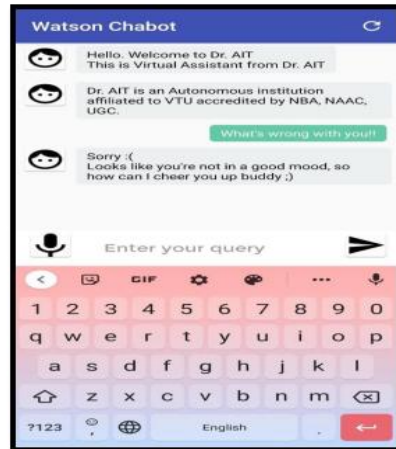 Watson Chabot
Hello. Welcome to Dr. AIT
This is Virtual Assistant from Dr. AIT
Dr. AIT is an Autonomous institution
affiliated to VTU accredited by NBA, NAAC,
UGC.
What's wrong with you!!
Sorry :(
Looks like you're not in a good mood, so
how can I cheer you up buddy ;)
Enter your query
GIF
1 2 3 4 5 6 7 8 9 0
q w e r t y u i o p
a s d f g h j k l
z x c v b n m
?123 , English .